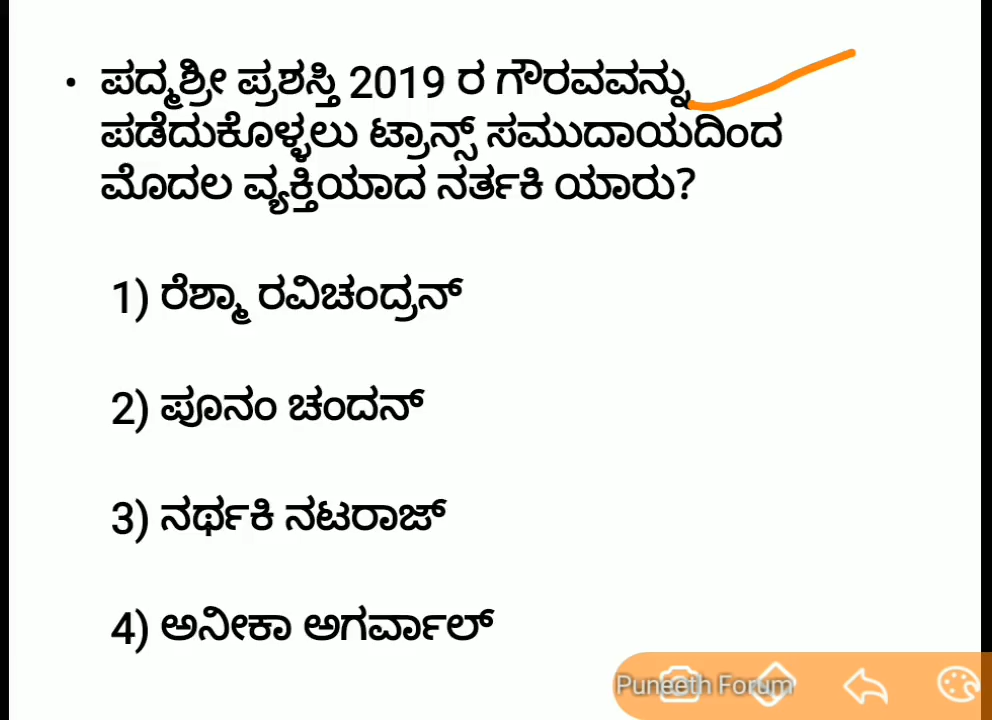 • ಪದ್ಮಶ್ರೀ ಪ್ರಶಸ್ತಿ 2019 ರ ಗೌರವವನ್ನು
ಪಡೆದುಕೊಳ್ಳಲು ಟ್ರಾನ್ಸ್ ಸಮುದಾಯದಿಂದ
ಮೊದಲ ವ್ಯಕ್ತಿಯಾದ ನರ್ತಕಿ ಯಾರು?
1) ರೆಶ್ಮಾ ರವಿಚಂದ್ರನ್
2) ಪೂನಂ ಚಂದನ್
3) ನರ್ಥಕಿ ನಟರಾಜ್
4) ಅನೀಕಾ ಅಗರ್ವಾಲ್
Puneeth Forum